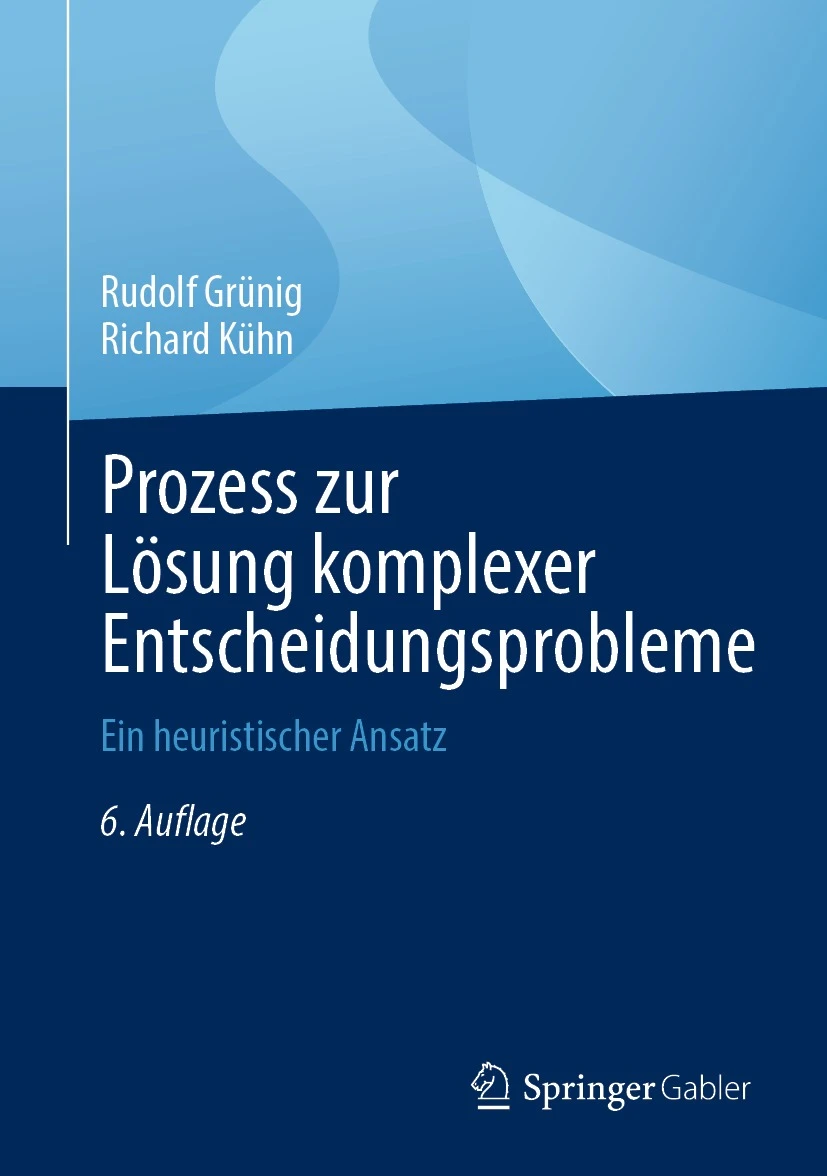 Rudolf Grünig
Richard Kühn
Prozess zur
Lösung komplexer
Entscheidungsprobleme
Ein heuristischer Ansatz
6. Auflage
Springer Gabler